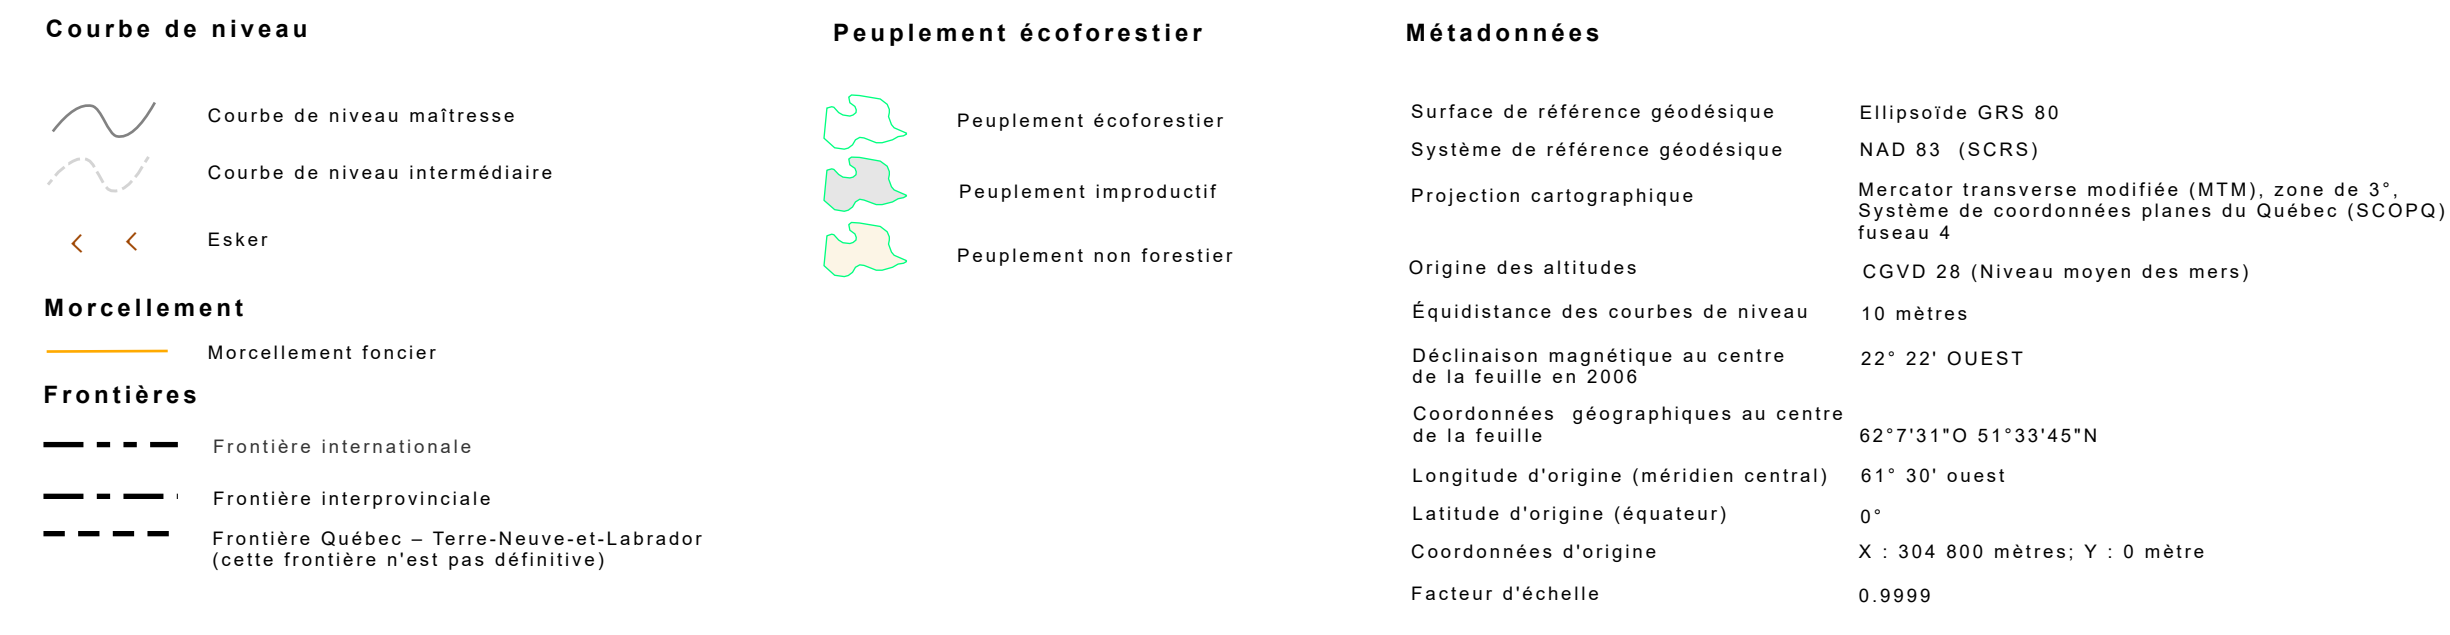 Courbe de niveau
Courbe de niveau maîtresse
Courbe de niveau intermédiaire
Esker
Morcellement
Morcellement foncier
Frontières
Frontière internationale
Frontière interprovinciale
Frontière Québec – Terre-Neuve-et-Labrador
(cette frontière n'est pas définitive)
Peuplement écoforestier
Peuplement écoforestier
Peuplement improductif
Peuplement non forestier
Métadonnées
Surface de référence géodésique Ellipsoïde GRS 80
Système de référence géodésique NAD 83 (SCRS)
Projection cartographique Mercator transverse modifiée (MTM), zone de 3°,
Système de coordonnées planes du Québec (SCOPQ)
fuseau 4
Origine des altitudes CGVD 28 (Niveau moyen des mers)
Équidistance des courbes de niveau 10 mètres
Déclinaison magnétique au centre 22° 22' OUEST
de la feuille en 2006
Coordonnées géographiques au centre
de la feuille 62°7'31"O 51°33'45"N
Longitude d'origine (méridien central) 61° 30' ouest
Latitude d'origine (équateur) 0°
Coordonnées d'origine X : 304 800 mètres; Y : 0 mètre
Facteur d'échelle 0.9999